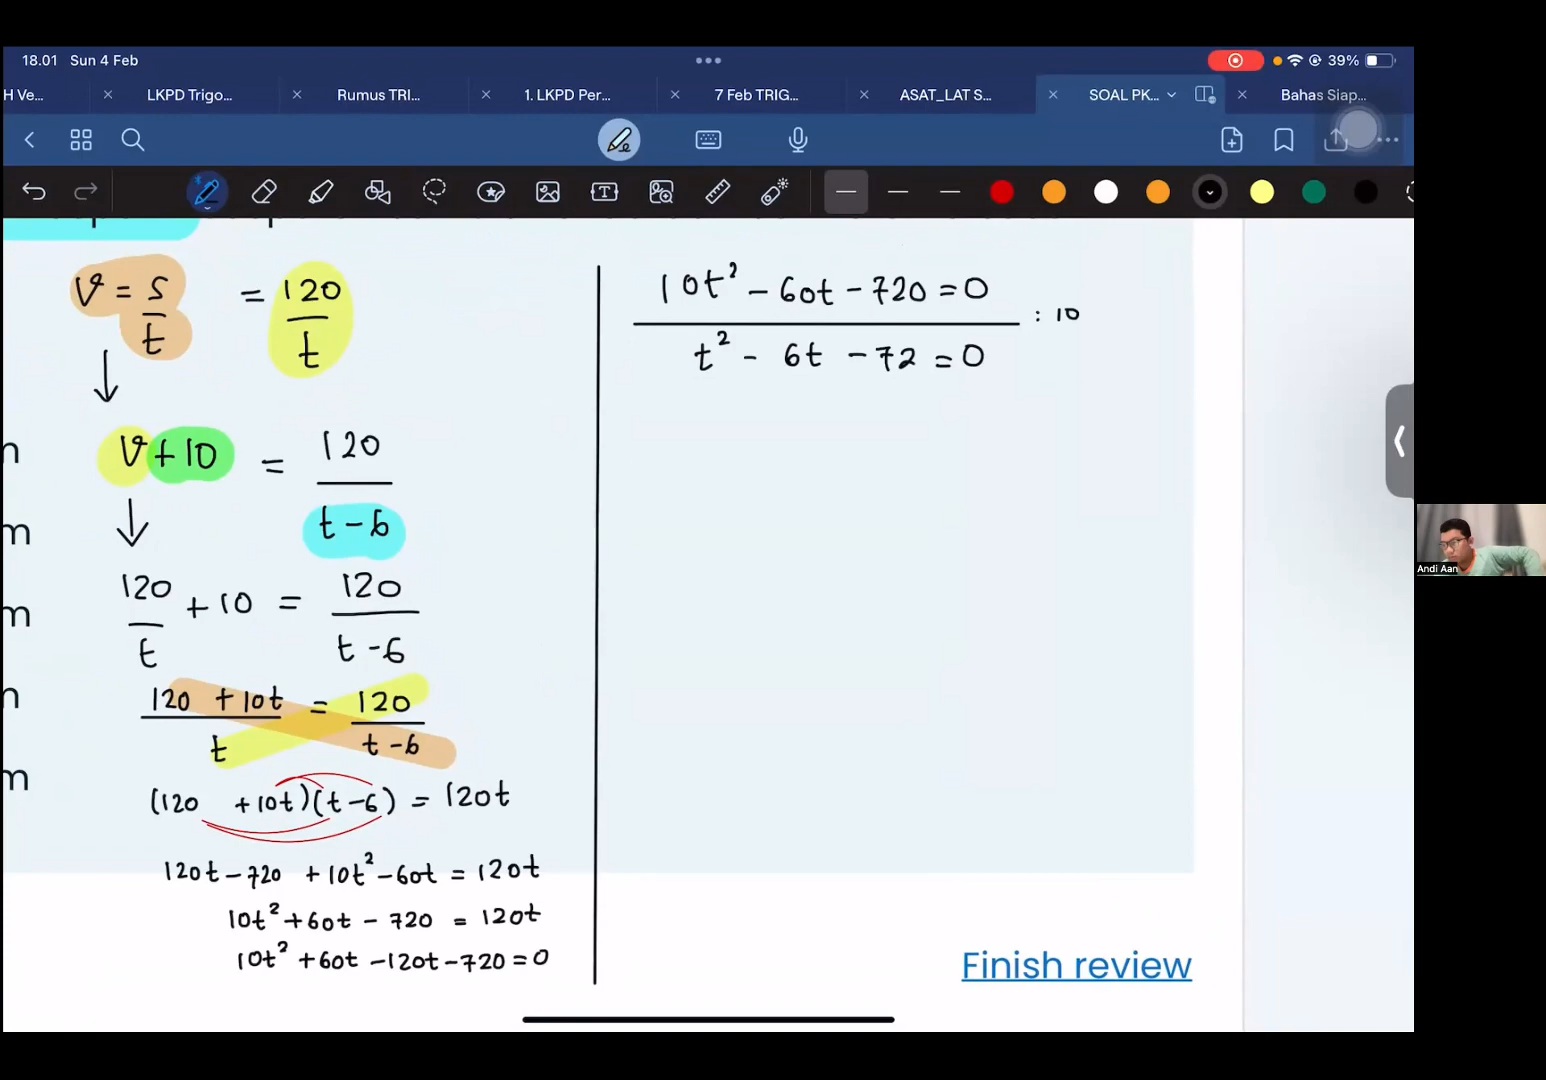 18.01 Sun 4 Feb
39%
H Ve...
LKPD Trigo...
Rumus TRI...
1. LKPD Per...
7 Feb TRIG...
ASAT_LAT S...
SOAL PK...
Bahas Siap...
V = s/t = 120/t
V + 10 = 120/(t - 6)
120/t + 10 = 120/(t - 6)
(120 + 10t)/t = 120/(t - 6)
(120 + 10t)(t - 6) = 120t
120t - 720 + 10t² - 60t = 120t
10t² + 60t - 720 = 120t
10t² + 60t - 120t - 720 = 0
10t² - 60t - 720 = 0
: 10
t² - 6t - 72 = 0
n
m
m
n
m
Finish review
Andi Aan